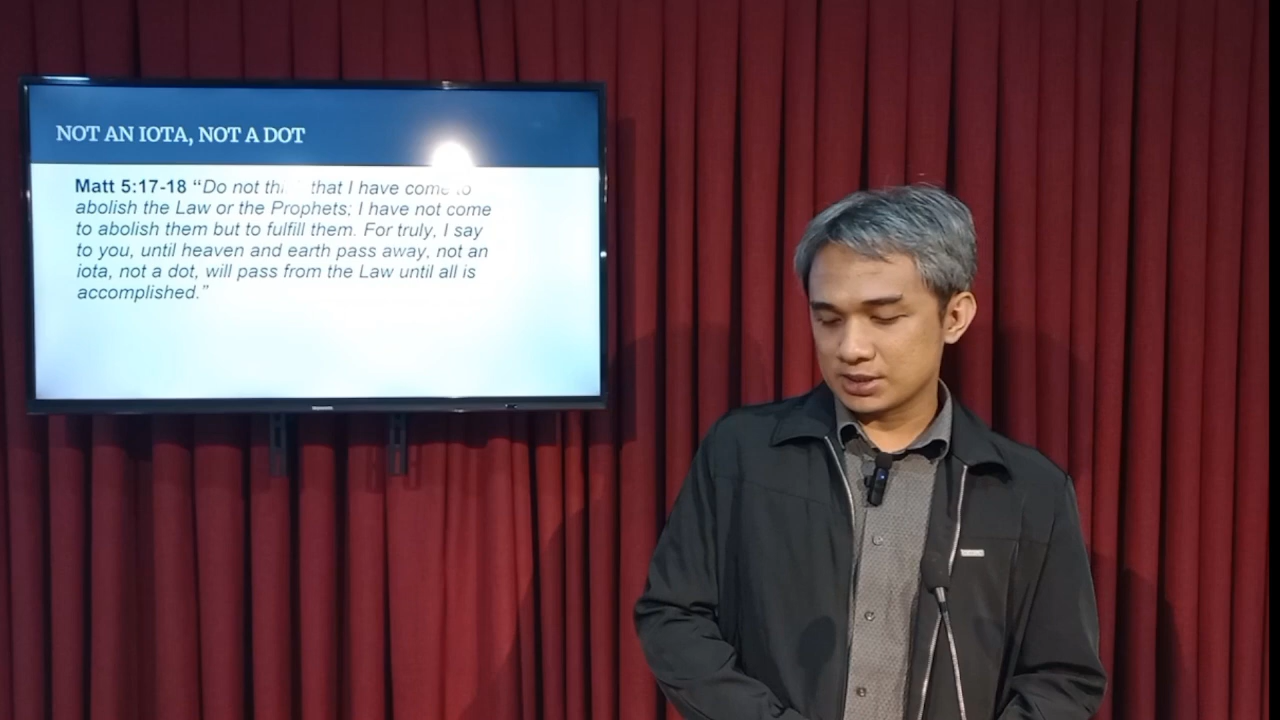 NOT AN IOTA, NOT A DOT
Matt 5:17-18 “Do not that I have come to
abolish the Law or the Prophets; I have not come
to abolish them but to fulfill them. For truly, I say
to you, until heaven and earth pass away, not an
iota, not a dot, will pass from the Law until all is
accomplished.”